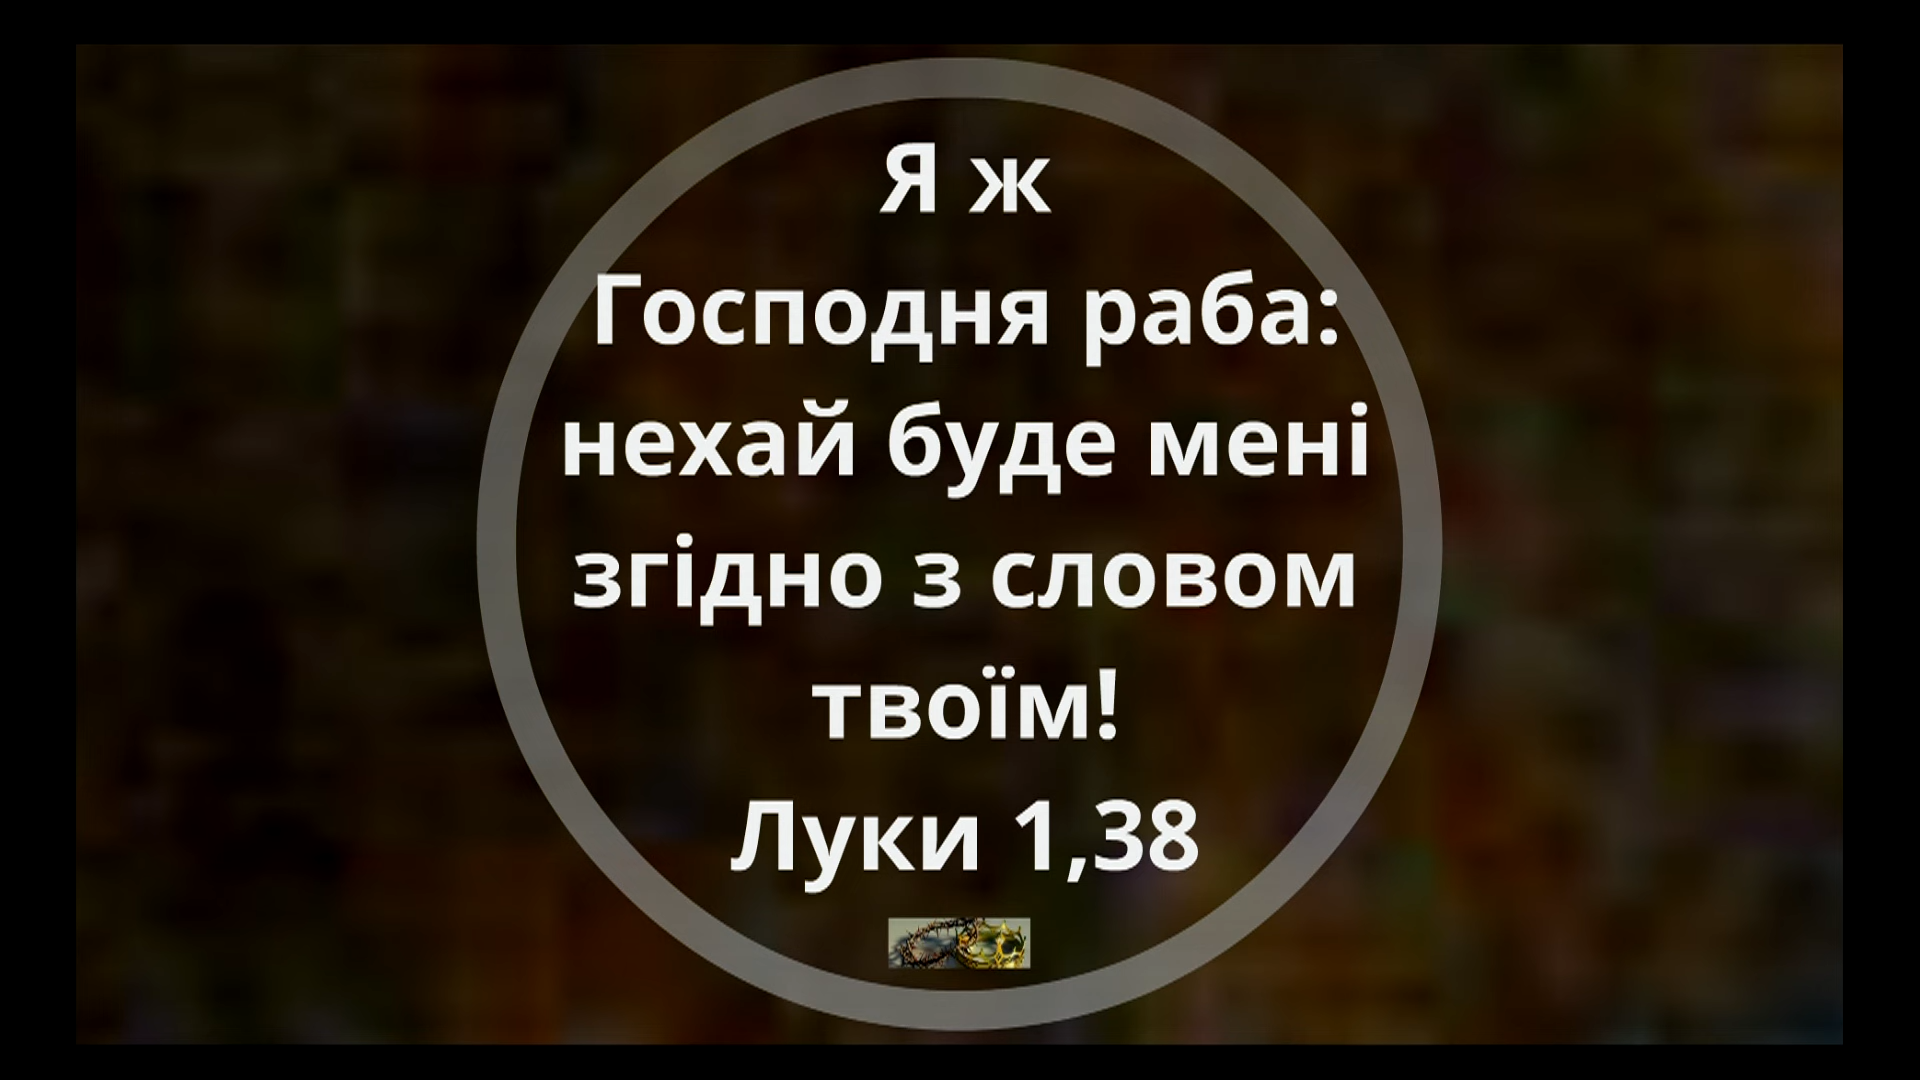 Я ж
Господня раба:
нехай буде мені
згідно з словом
твоїм!
Луки 1,38